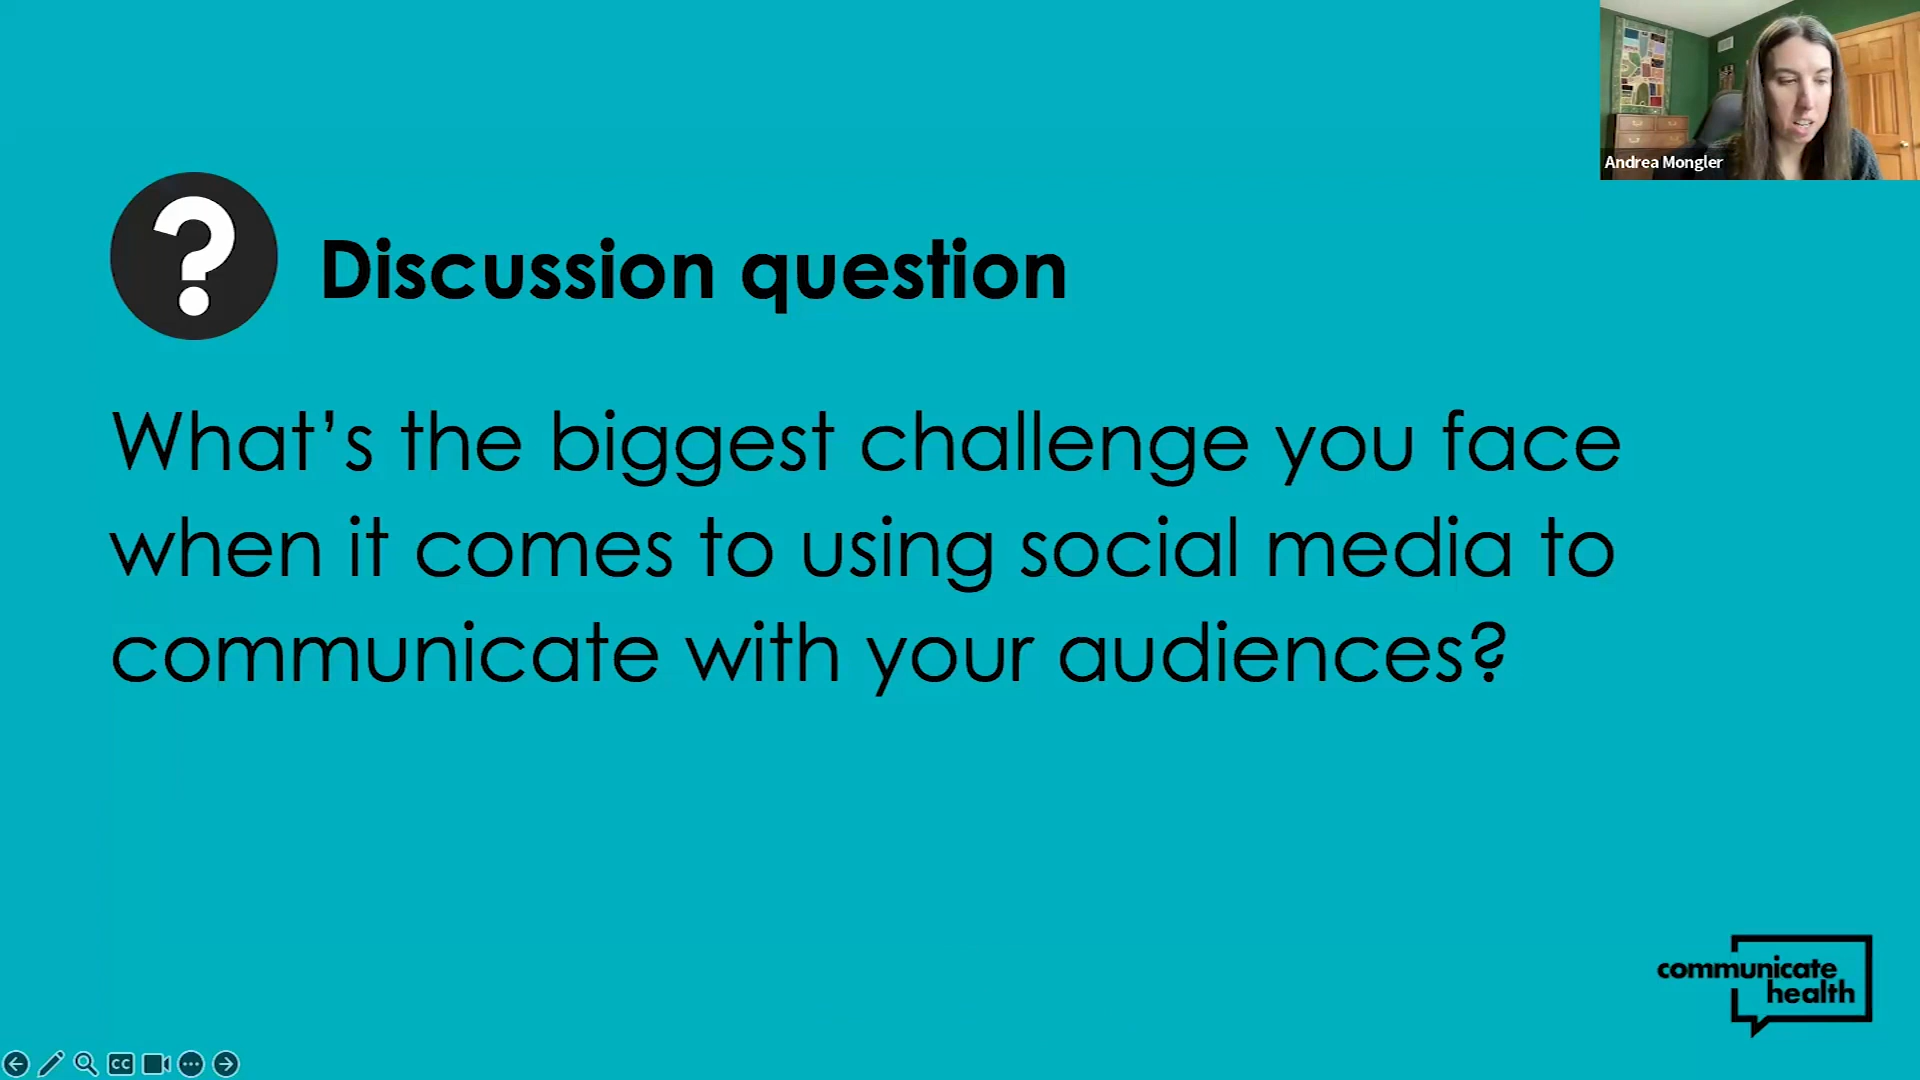 Andrea Mongler
?
Discussion question
What’s the biggest challenge you face
when it comes to using social media to
communicate with your audiences?
communicate
health
CC